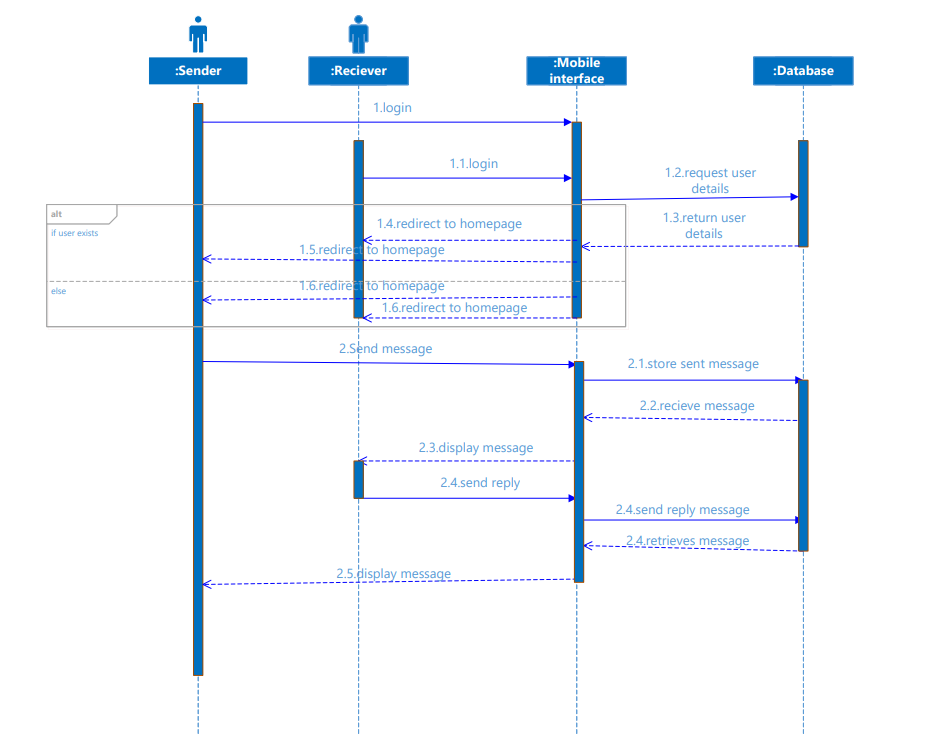 :Sender
:Reciever
:Mobile
interface
:Database
1.login
1.1.login
1.2.request user
details
alt
if user exists
1.3.return user
details
1.4.redirect to homepage
1.5.redirect to homepage
else
1.6.redirect to homepage
1.6.redirect to homepage
2.Send message
2.1.store sent message
2.2.recieve message
2.3.display message
2.4.send reply
2.4.send reply message
2.4.retrieves message
2.5.display message